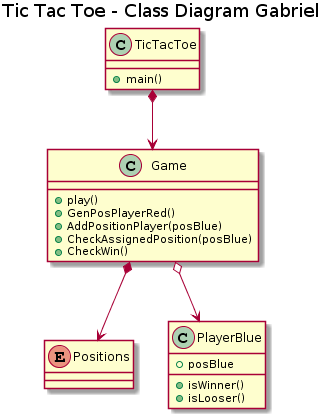 Tic Tac Toe - Class Diagram Gabriel
C TicTacToe
main()
C Game
play()
GenPosPlayerRed()
AddPositionPlayer(posBlue)
CheckAssignedPosition(posBlue)
CheckWin()
E Positions
C PlayerBlue
posBlue
isWinner()
isLooser()